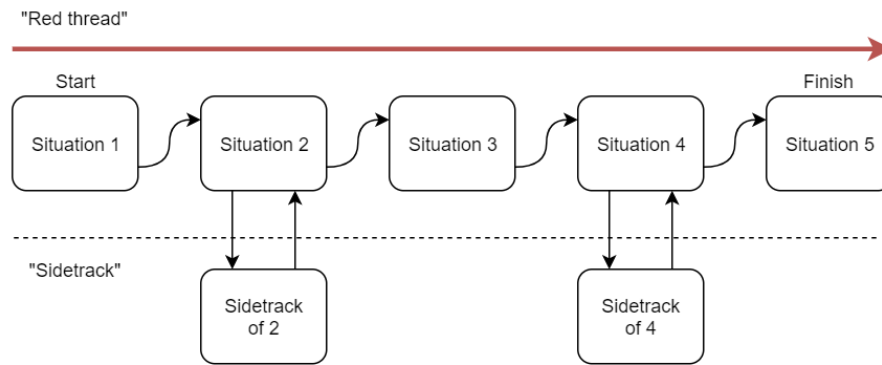 "Red thread"
Start
Finish
Situation 1
Situation 2
Situation 3
Situation 4
Situation 5
"Sidetrack"
Sidetrack
of 2
Sidetrack
of 4